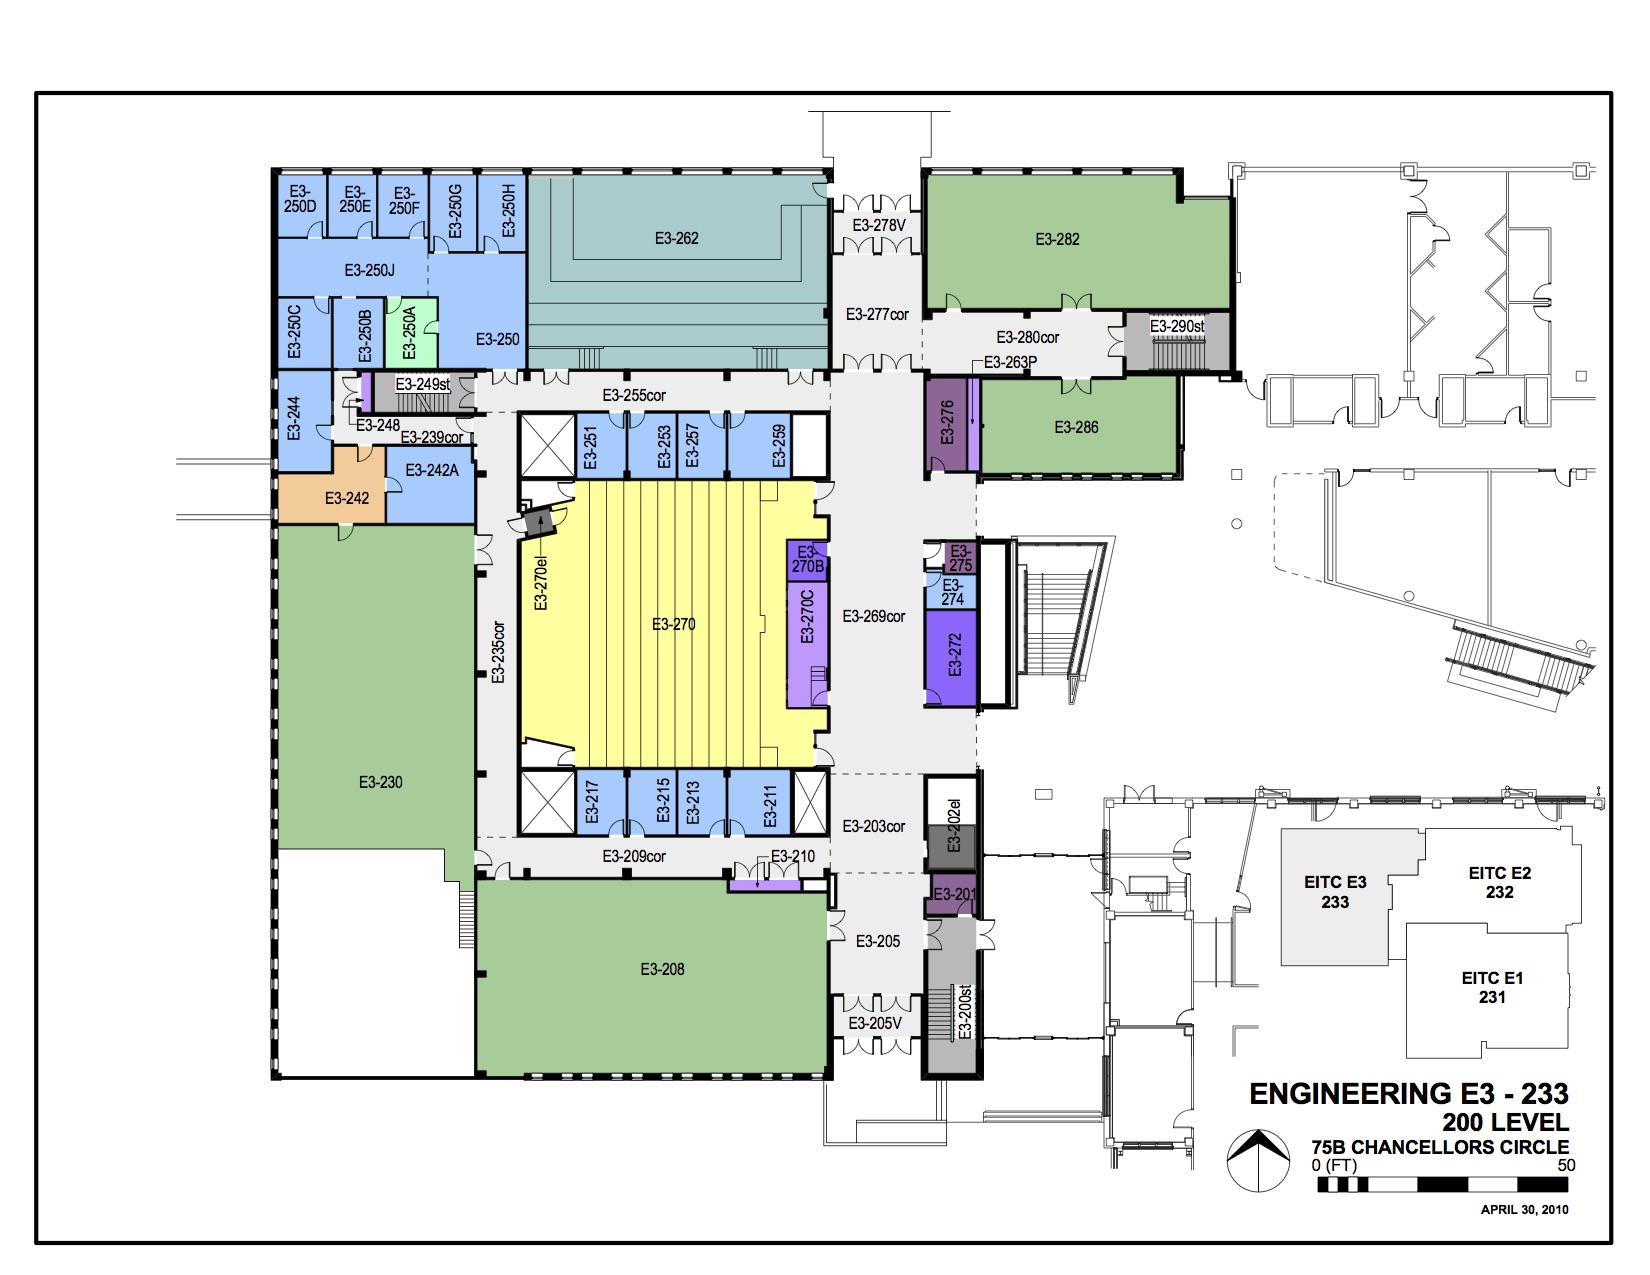 E3-
250D
E3-
250E
E3-
250F
E3-250G
E3-250H
E3-262
E3-278V
E3-282
E3-250J
E3-277cor
E3-250C
E3-250B
E3-250A
E3-250
E3-280cor
E3-290st
E3-263P
E3-249st
E3-255cor
E3-244
E3-248
E3-239cor
E3-276
E3-286
E3-251
E3-253
E3-257
E3-259
E3-242A
E3-242
E3-270el
E3-
270B
E3-
275
E3-
274
E3-270C
E3-269cor
E3-270
E3-235cor
E3-272
E3-230
E3-217
E3-215
E3-213
E3-211
E3-203cor
E3-202el
E3-209cor
E3-210
E3-201
E3-205
E3-208
E3-200st
E3-205V
EITC E3
233
EITC E2
232
EITC E1
231
ENGINEERING E3 - 233
200 LEVEL
75B CHANCELLORS CIRCLE
0 (FT) 50
APRIL 30, 2010